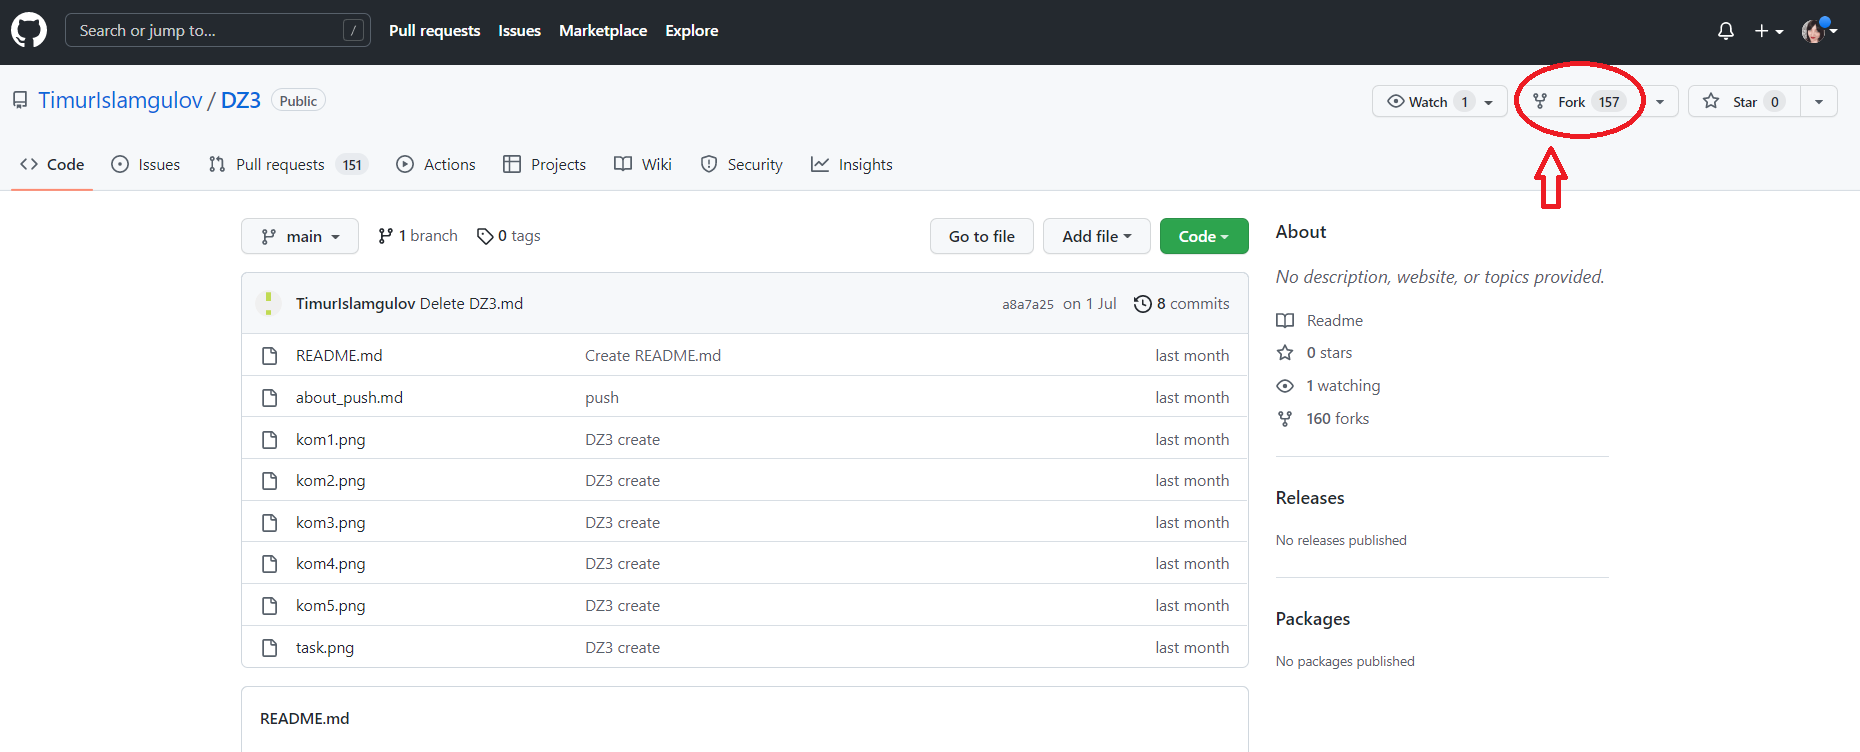 Search or jump to... /
Pull requests Issues Marketplace Explore
TimurIslamgulov / DZ3 Public
Watch 1 Fork 157 Star 0
Code Issues Pull requests 151 Actions Projects Wiki Security Insights
main 1 branch 0 tags Go to file Add file Code
TimurIslamgulov Delete DZ3.md a8a7a25 on 1 Jul 8 commits
README.md Create README.md last month
about_push.md push last month
kom1.png DZ3 create last month
kom2.png DZ3 create last month
kom3.png DZ3 create last month
kom4.png DZ3 create last month
kom5.png DZ3 create last month
task.png DZ3 create last month
README.md
About
No description, website, or topics provided.
Readme
0 stars
1 watching
160 forks
Releases
No releases published
Packages
No packages published